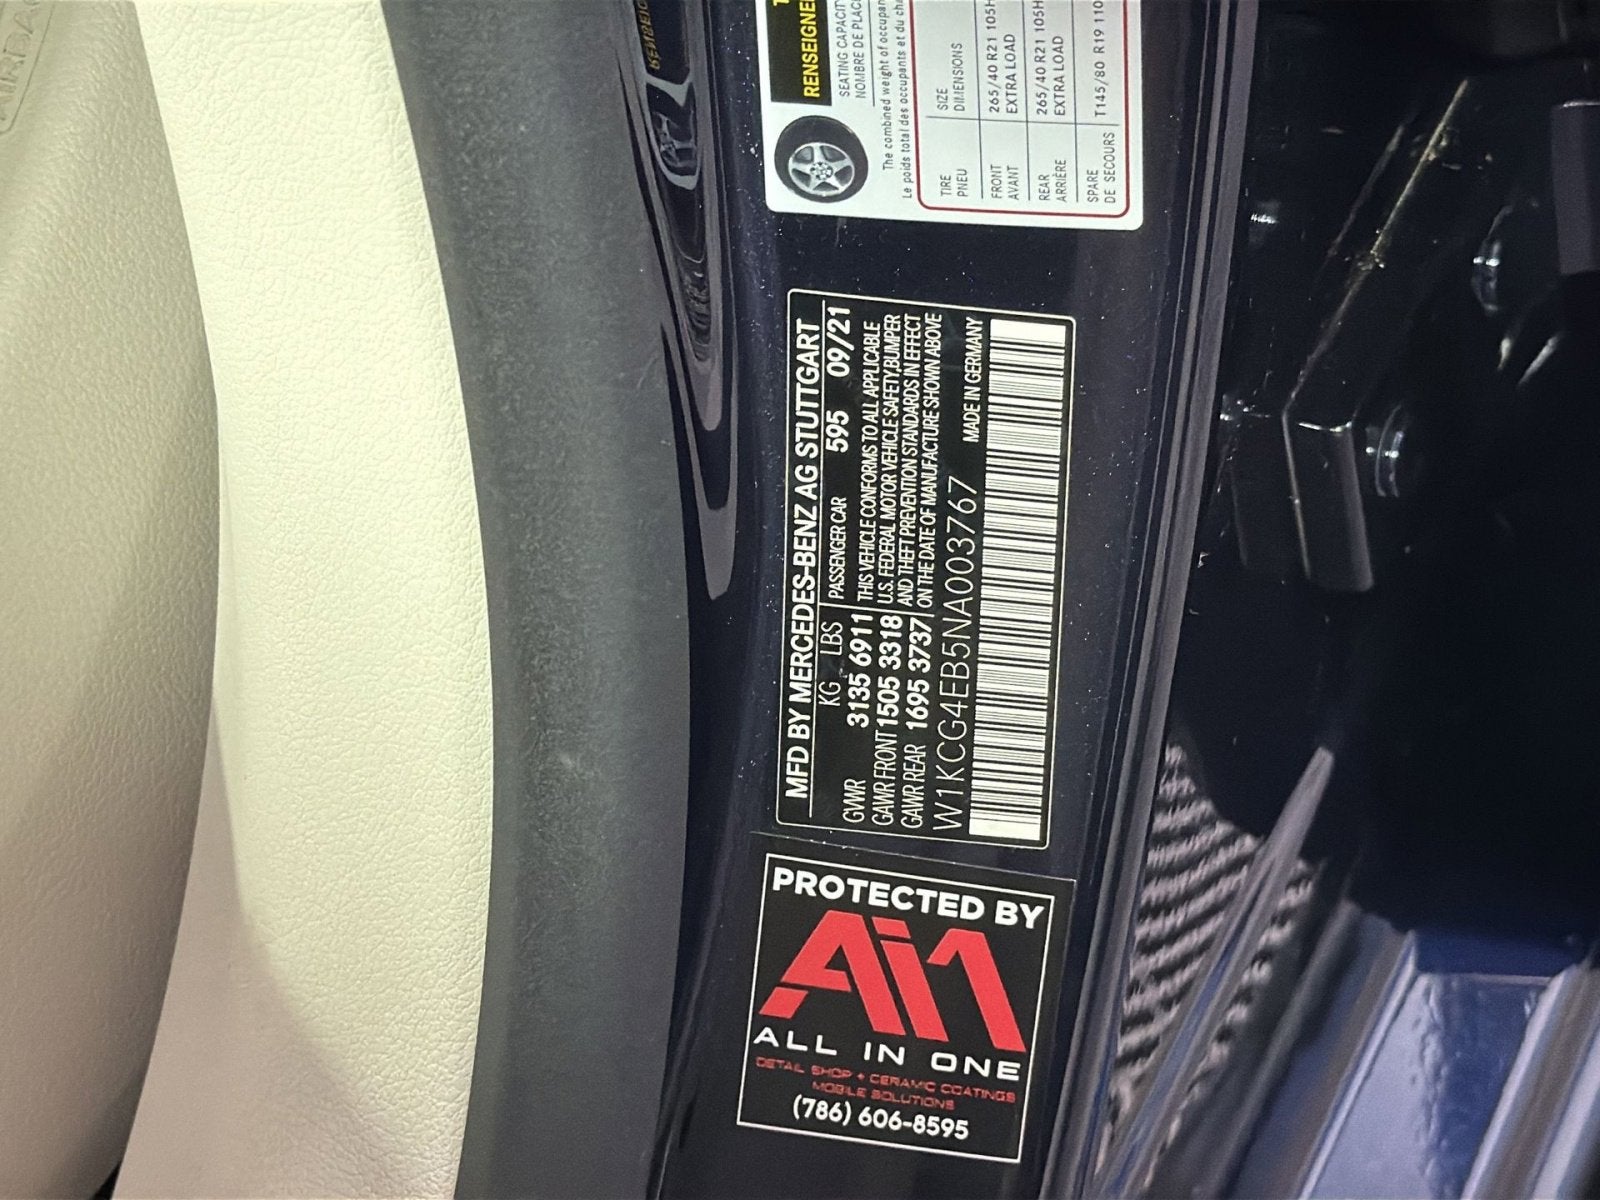 RENSEIGNE
SEATING CAPACIT
NOMBRE DE PLAC
The combined weight of occupan
Le poids total des occupants et du cha
TIRE SIZE
PNEU DIMENSIONS
FRONT 265/40 R21 105H
AVANT EXTRA LOAD
REAR 265/40 R21 105H
ARRIÈRE EXTRA LOAD
SPARE T145/80 R19 110
DE SECOURS
MFD BY MERCEDES-BENZ AG STUTTGART
KG LBS PASSENGER CAR 595 09/21
GVWR 3135 6911 THIS VEHICLE CONFORMS TO ALL APPLICABLE
GAWR FRONT 1505 3318 U.S. FEDERAL MOTOR VEHICLE SAFETY,BUMPER
GAWR REAR 1695 3737 AND THEFT PREVENTION STANDARDS IN EFFECT
ON THE DATE OF MANUFACTURE SHOWN ABOVE
W1KCG4EB5NA003767 MADE IN GERMANY
PROTECTED BY
Ai1
ALL IN ONE
DETAIL SHOP + CERAMIC COATINGS
MOBILE SOLUTIONS
(786) 606-8595